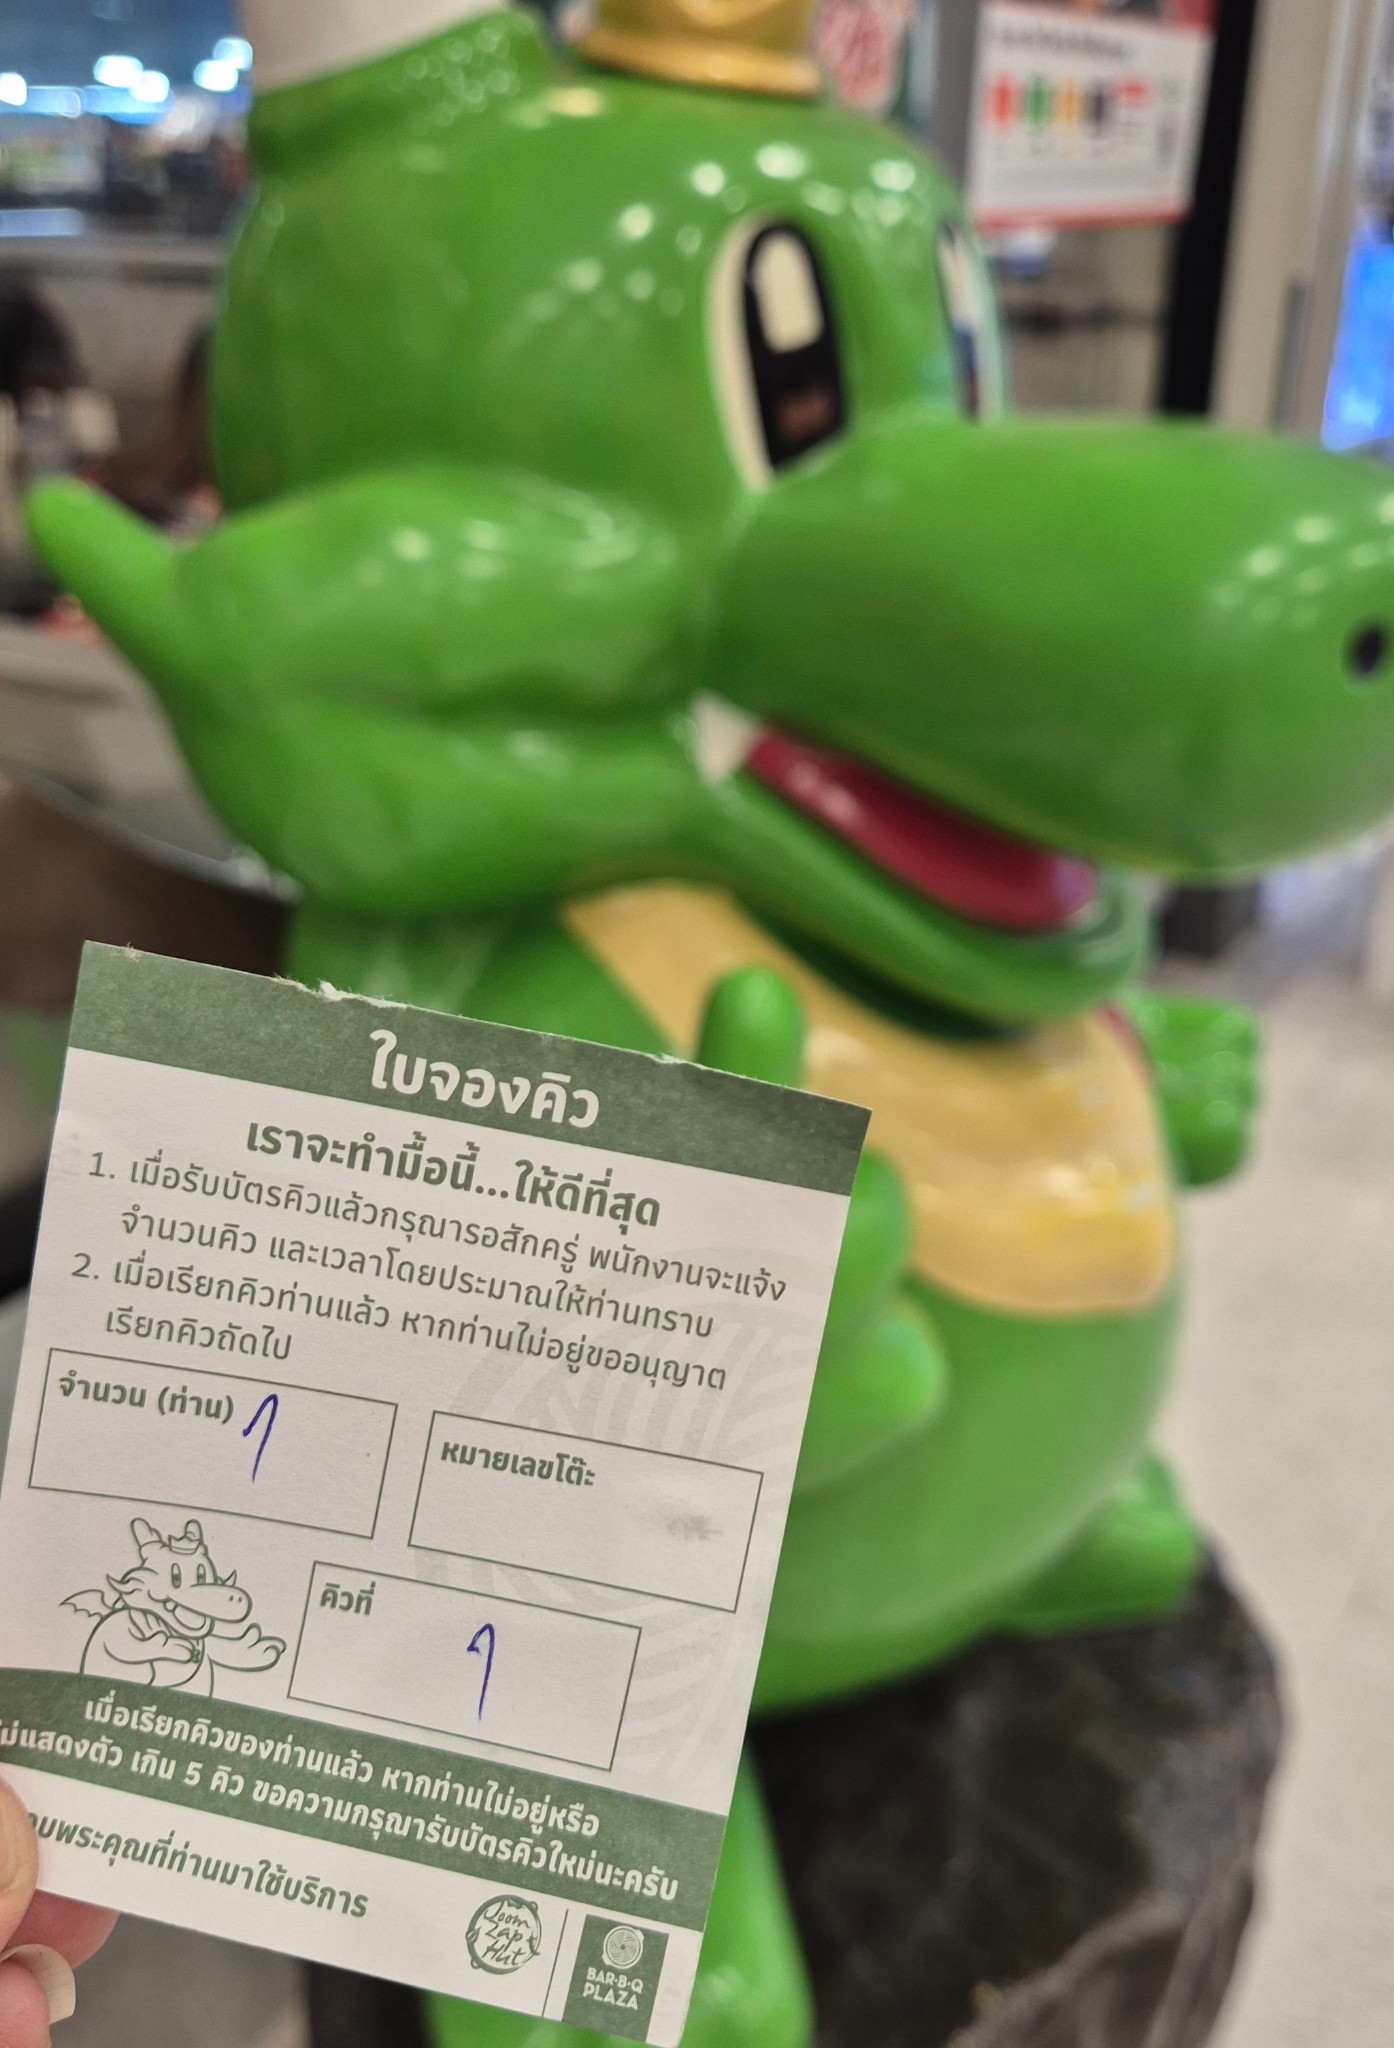 ใบจองคิว
เราจะทำมื้อนี้...ให้ดีที่สุด
1. เมื่อรับบัตรคิวแล้วกรุณารอสักครู่ พนักงานจะแจ้ง
จำนวนคิว และเวลาโดยประมาณให้ท่านทราบ
2. เมื่อเรียกคิวท่านแล้ว หากท่านไม่อยู่ขออนุญาต
เรียกคิวถัดไป
จำนวน (ท่าน) 1
หมายเลขโต๊ะ
คิวที่
1
เมื่อเรียกคิวของท่านแล้ว หากท่านไม่อยู่หรือ
ไม่แสดงตัว เกิน 5 คิว ขอความกรุณารับบัตรคิวใหม่นะครับ
ขอบพระคุณที่ท่านมาใช้บริการ
Joom
Zap
Hut
BAR·B·Q
PLAZA